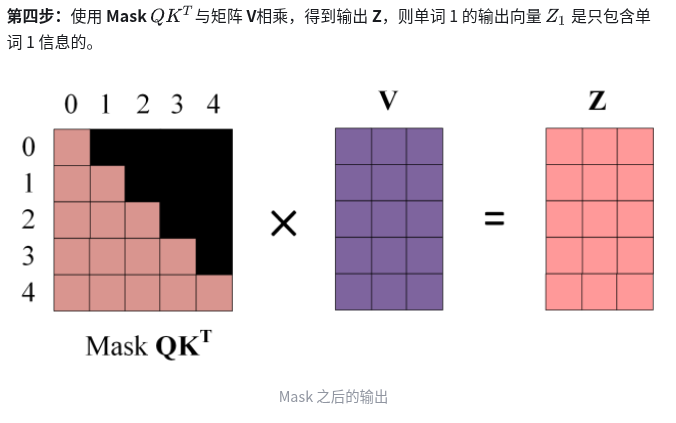 第四步：使用 Mask QK^T 与矩阵 V相乘，得到输出 Z，则单词 1 的输出向量 Z_1 是只包含单
词 1 信息的。
0 1 2 3 4
V
Z
0
1
2
3
4
×
=
Mask QK^T
Mask 之后的输出